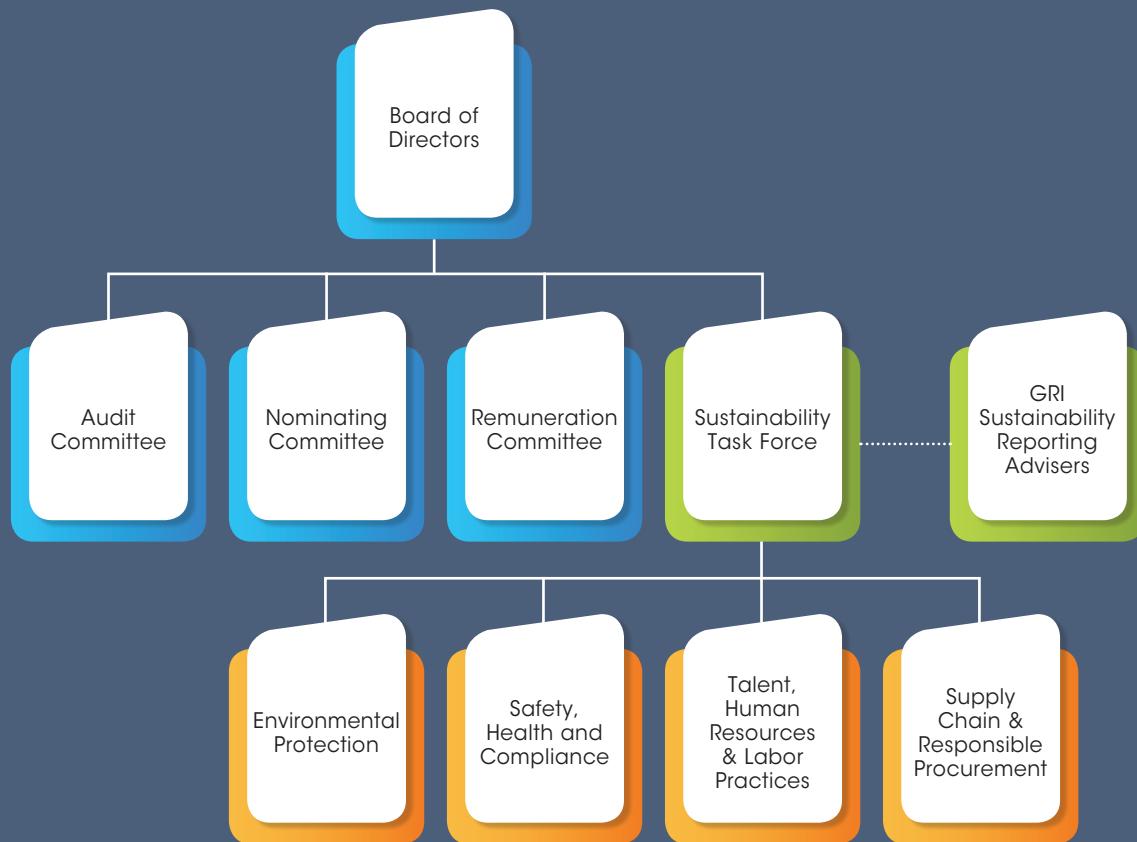 Board of
Directors
Audit
Committee
Nominating
Committee
Remuneration
Committee
Sustainability
Task Force
GRI
Sustainability
Reporting
Advisers
Environmental
Protection
Safety,
Health and
Compliance
Talent,
Human
Resources
& Labor
Practices
Supply
Chain &
Responsible
Procurement